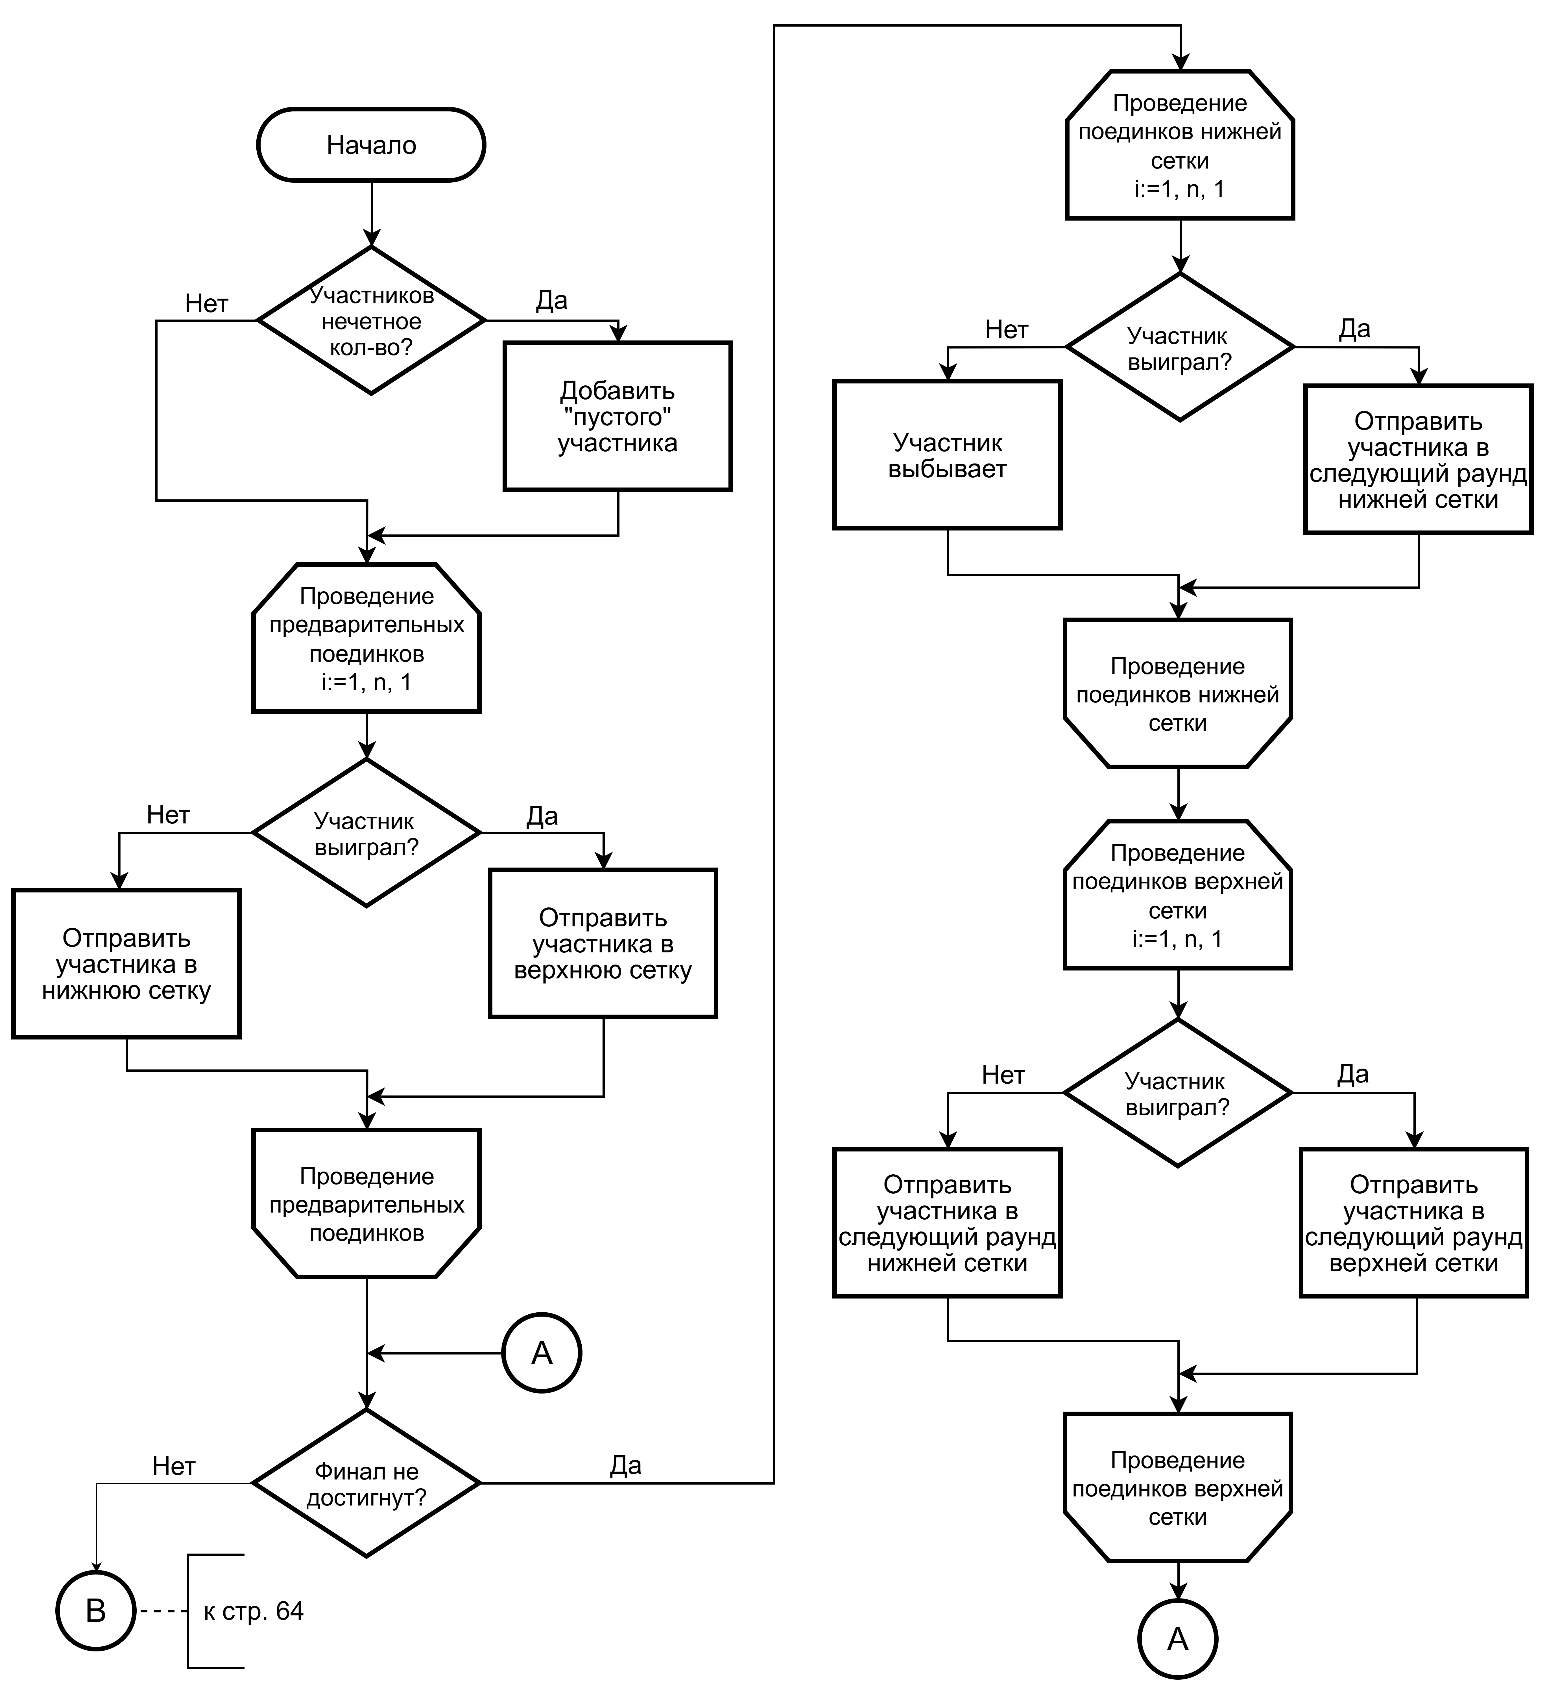 Начало
Участников
нечетное
кол-во?
Нет
Да
Добавить
"пустого"
участника
Проведение
предварительных
поединков
i:=1, n, 1
Участник
выиграл?
Нет
Да
Отправить
участника в
нижнюю сетку
Отправить
участника в
верхнюю сетку
Проведение
предварительных
поединков
A
Финал не
достигнут?
Нет
Да
B
к стр. 64
Проведение
поединков нижней
сетки
i:=1, n, 1
Участник
выиграл?
Нет
Да
Участник
выбывает
Отправить
участника в
следующий раунд
нижней сетки
Проведение
поединков нижней
сетки
Проведение
поединков верхней
сетки
i:=1, n, 1
Участник
выиграл?
Нет
Да
Отправить
участника в
следующий раунд
нижней сетки
Отправить
участника в
следующий раунд
верхней сетки
Проведение
поединков верхней
сетки
A